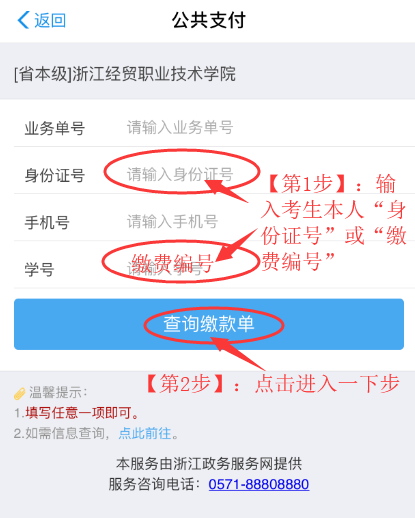 返回 公共支付
[省本级]浙江经贸职业技术学院
业务单号 请输入业务单号
身份证号 请输入身份证号
手机号 请输入手机号
学号 请输入学号
缴费编号
【第1步】：输
入考生本人“身
份证号”或“缴
费编号”
查询缴款单
【第2步】：点击进入一下步
温馨提示：
1.填写任意一项即可。
2.如需信息查询，点此前往。
本服务由浙江政务服务网提供
服务咨询电话：0571-88808880